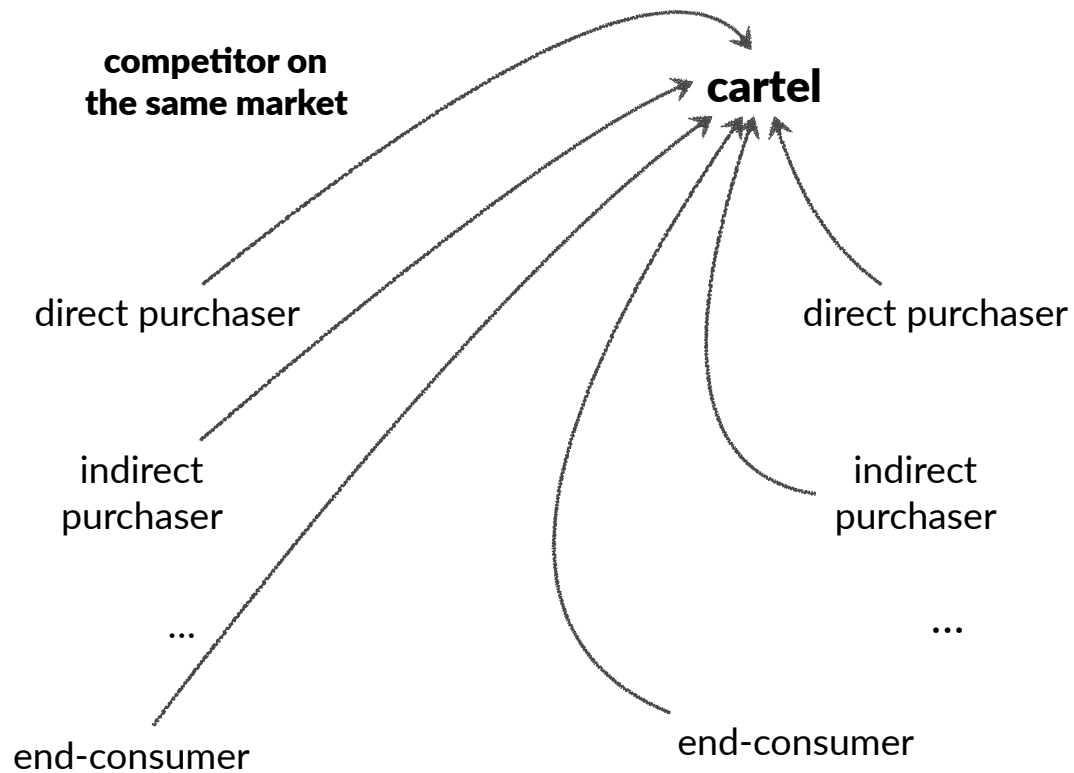 competitor on
the same market
cartel
direct purchaser
direct purchaser
indirect
purchaser
indirect
purchaser
...
...
end-consumer
end-consumer